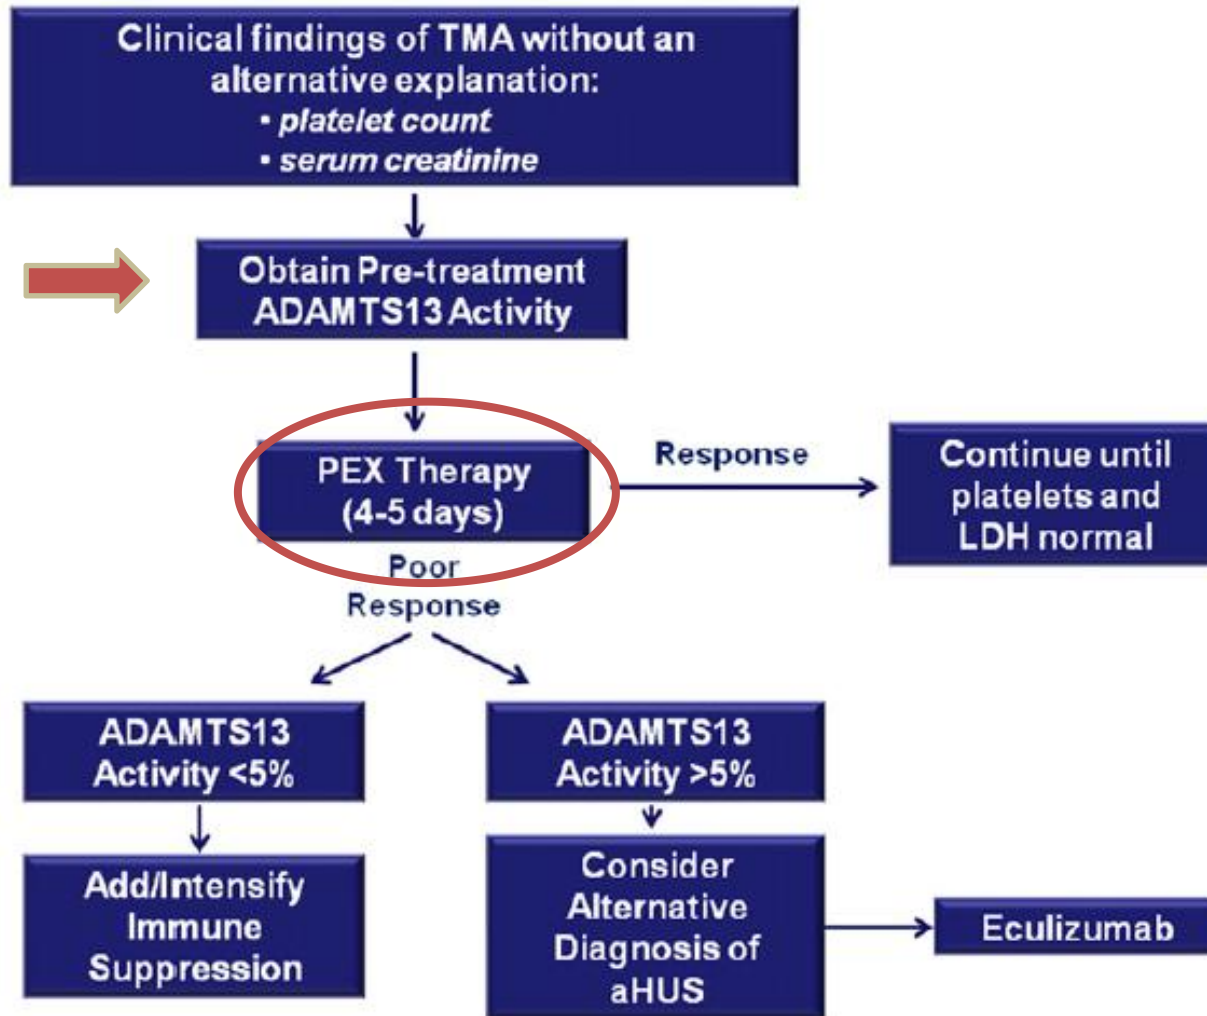 Clinical findings of TMA without an
alternative explanation:
• platelet count
• serum creatinine
Obtain Pre-treatment
ADAMTS13 Activity
PEX Therapy
(4-5 days)
Response
Continue until
platelets and
LDH normal
Poor
Response
ADAMTS13
Activity <5%
ADAMTS13
Activity >5%
Add/Intensify
Immune
Suppression
Consider
Alternative
Diagnosis of
aHUS
Eculizumab